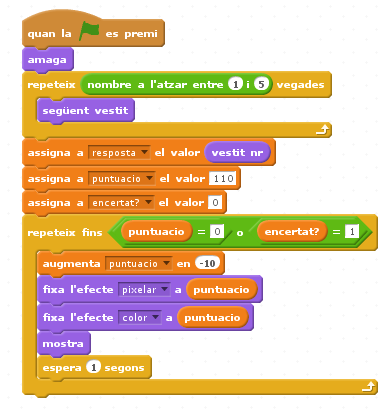 quan la es premi
amaga
repeteix nombre a l'atzar entre 1 i 5 vegades
següent vestit
assigna a resposta el valor vestit nr
assigna a puntuacio el valor 110
assigna a encertat? el valor 0
repeteix fins puntuacio = 0 o encertat? = 1
augmenta puntuacio en -10
fixa l'efecte pixelar a puntuacio
fixa l'efecte color a puntuacio
mostra
espera 1 segons